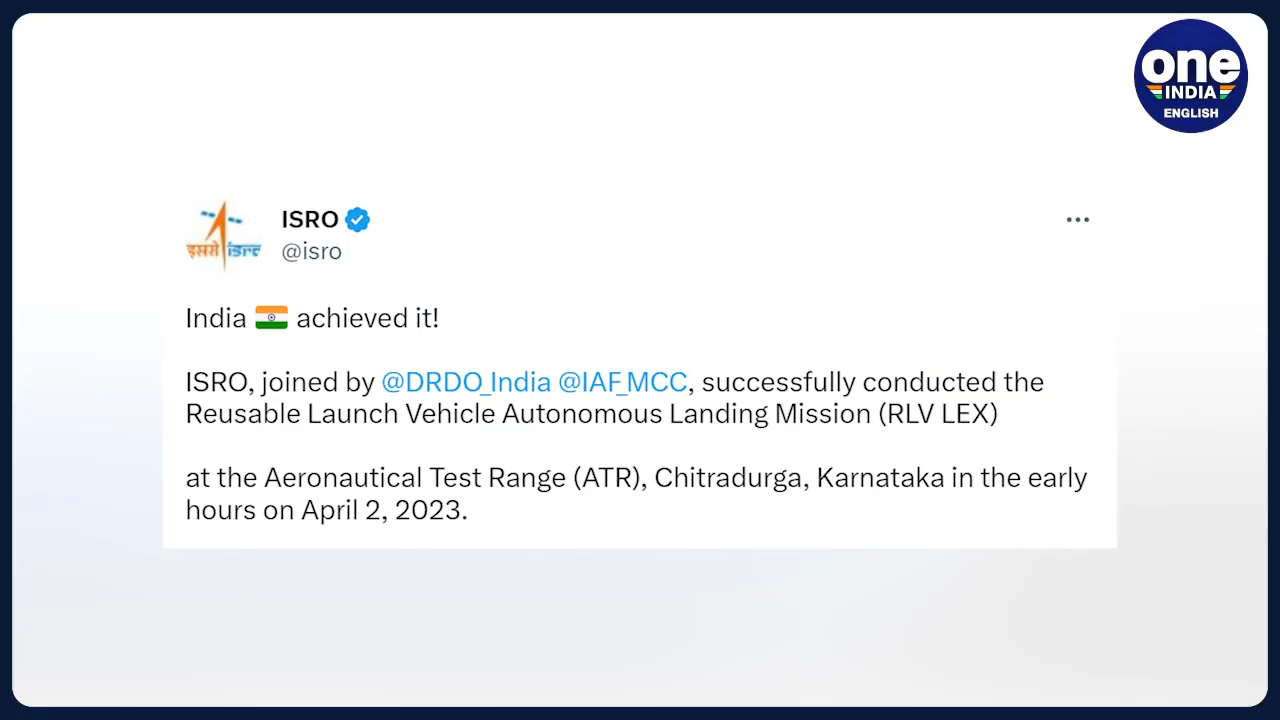 one
INDIA
ENGLISH
इसरो isro
ISRO
@isro
India 🇮🇳 achieved it!
ISRO, joined by @DRDO_India @IAF_MCC, successfully conducted the
Reusable Launch Vehicle Autonomous Landing Mission (RLV LEX)
at the Aeronautical Test Range (ATR), Chitradurga, Karnataka in the early
hours on April 2, 2023.